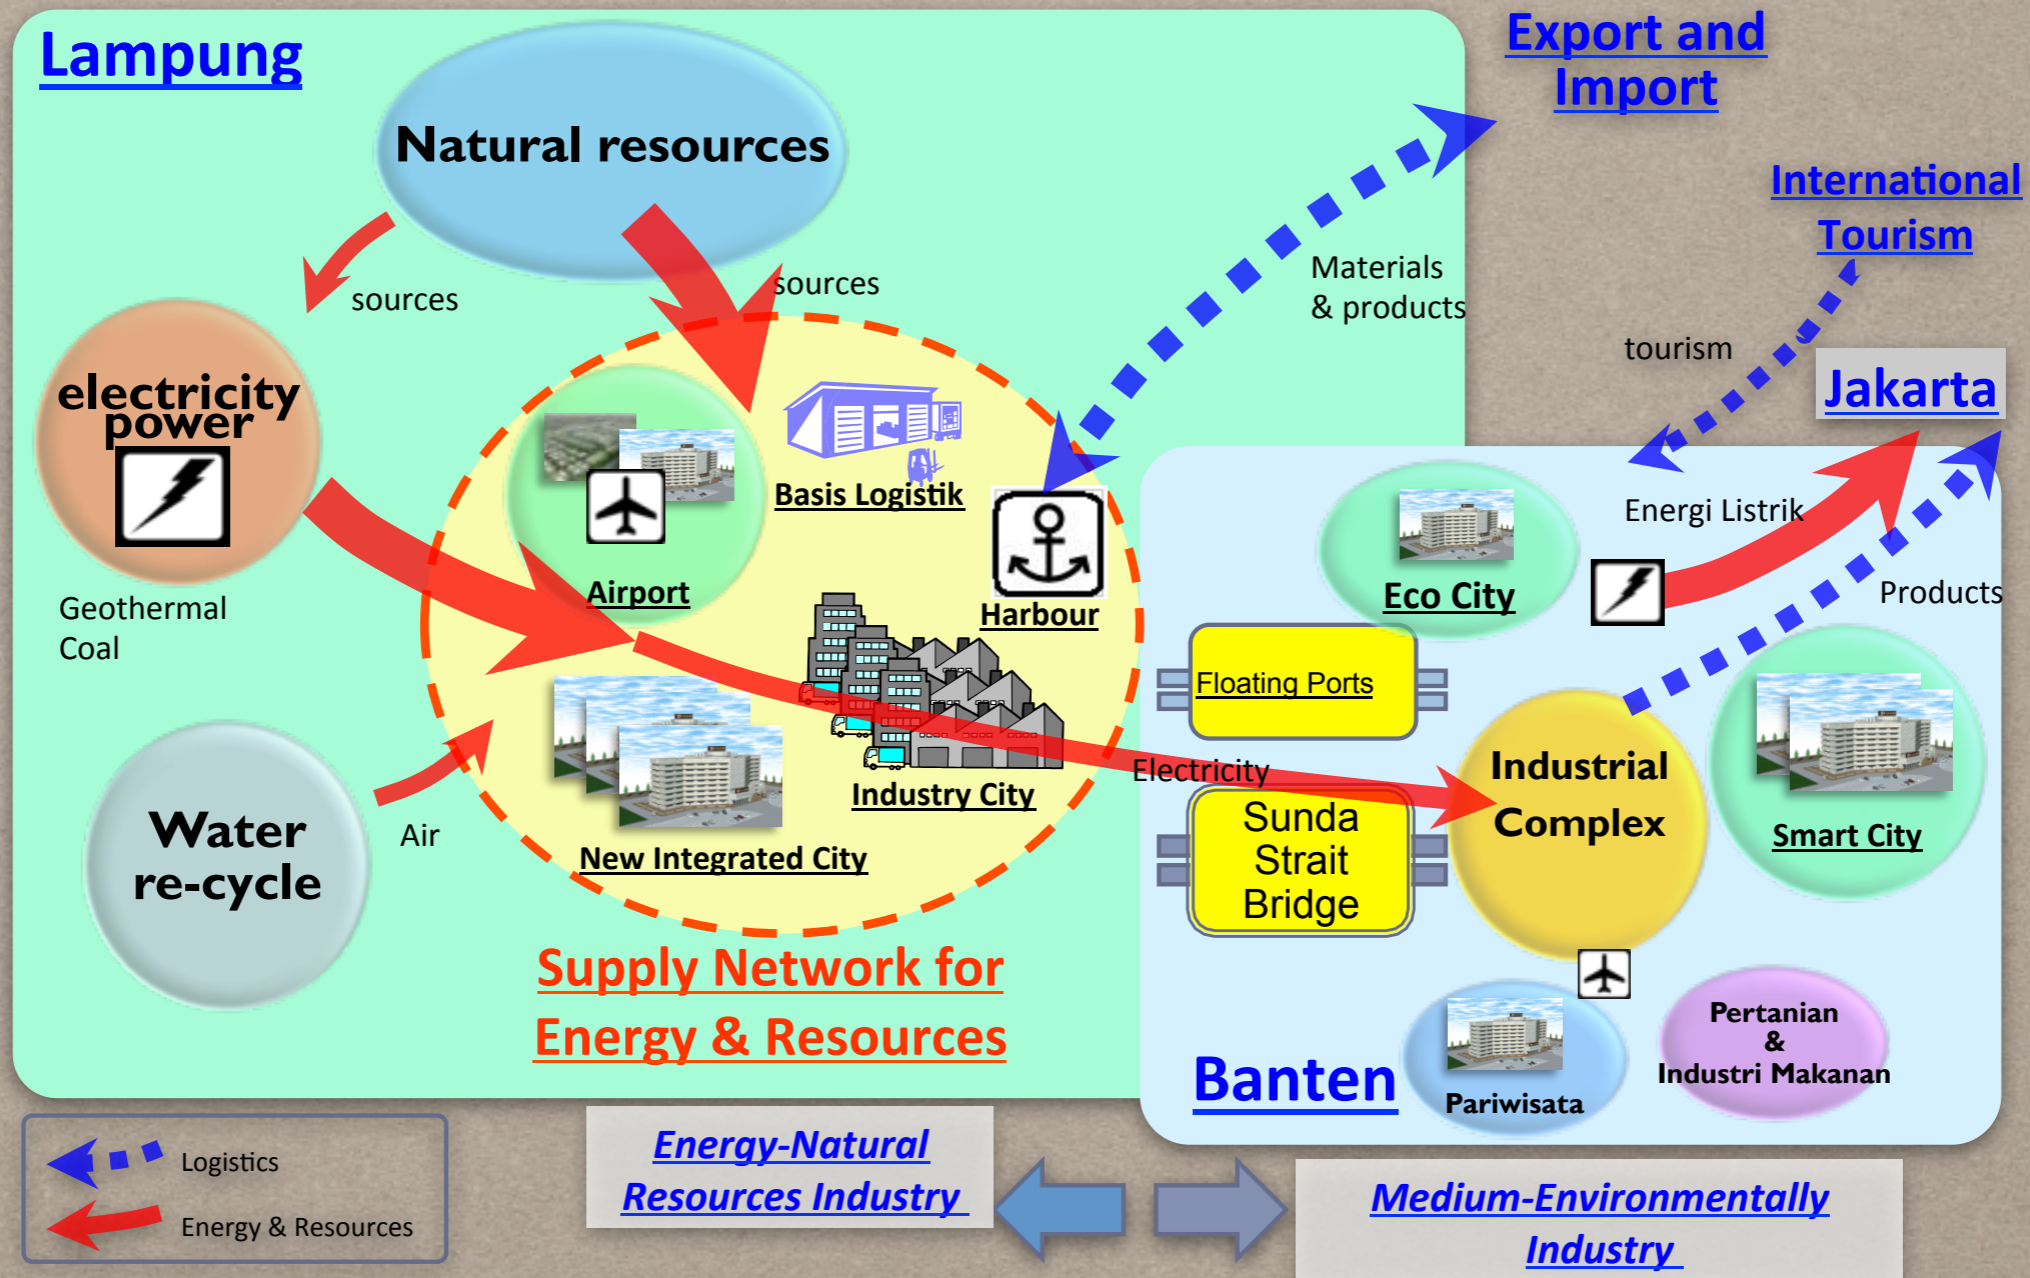 Lampung
Export and
Import
Natural resources
International
Tourism
sources
sources
Materials
& products
tourism
Jakarta
electricity
power
Geothermal
Coal
Basis Logistik
Airport
Harbour
Energi Listrik
Eco City
Products
Floating Ports
Industry City
New Integrated City
Electricity
Industrial
Complex
Sunda
Strait
Bridge
Smart City
Water
re-cycle
Air
Supply Network for
Energy & Resources
Banten
Pariwisata
Pertanian
&
Industri Makanan
Logistics
Energy & Resources
Energy-Natural
Resources Industry
Medium-Environmentally
Industry